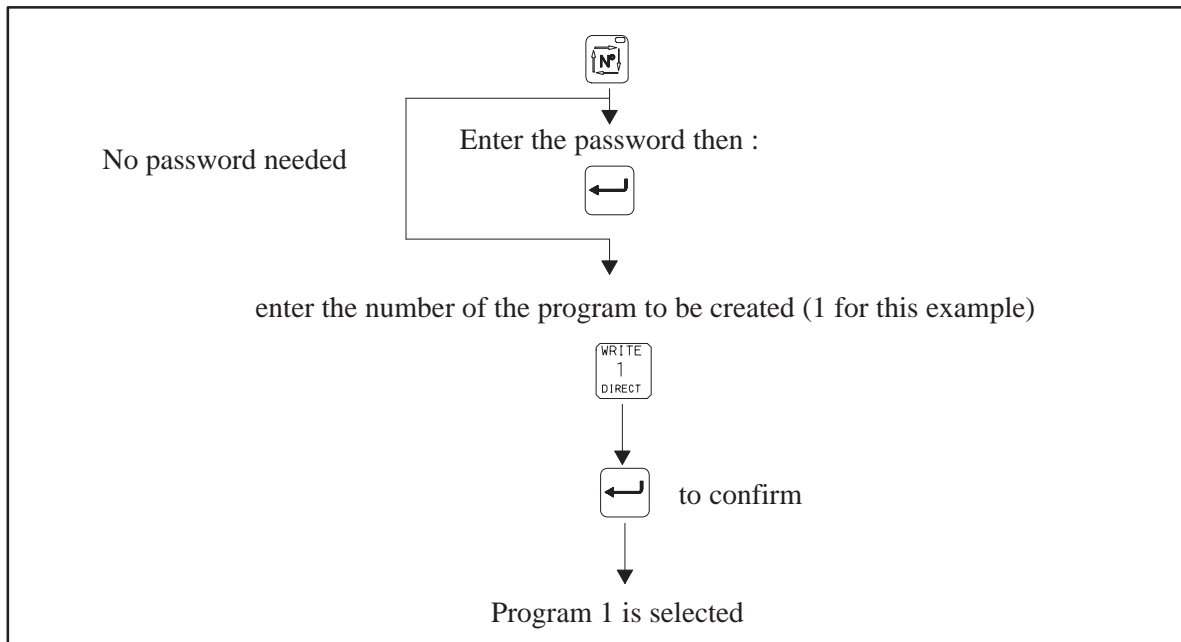 Nº
Enter the password then :
No password needed
enter the number of the program to be created (1 for this example)
WRITE
1
DIRECT
to confirm
Program 1 is selected